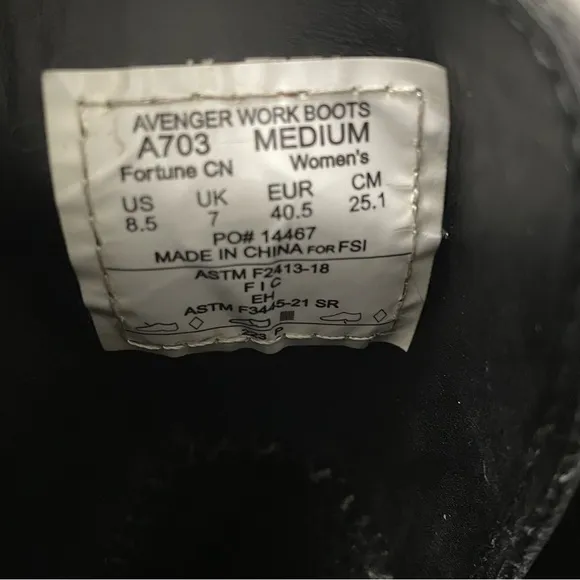 AVENGER WORK BOOTS
A703 MEDIUM
Fortune CN Women's
US UK EUR CM
8.5 7 40.5 25.1
PO# 14467
MADE IN CHINA FOR FSI
ASTM F2413-18
F I C
EH
ASTM F3445-21 SR
P